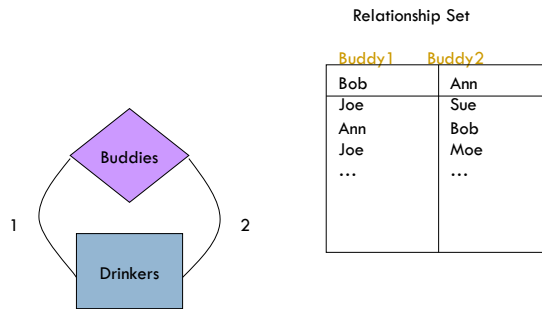 Relationship Set
Buddy1 Buddy2
Bob Ann
Joe Sue
Ann Bob
Joe Moe
… …
Buddies
1 2
Drinkers